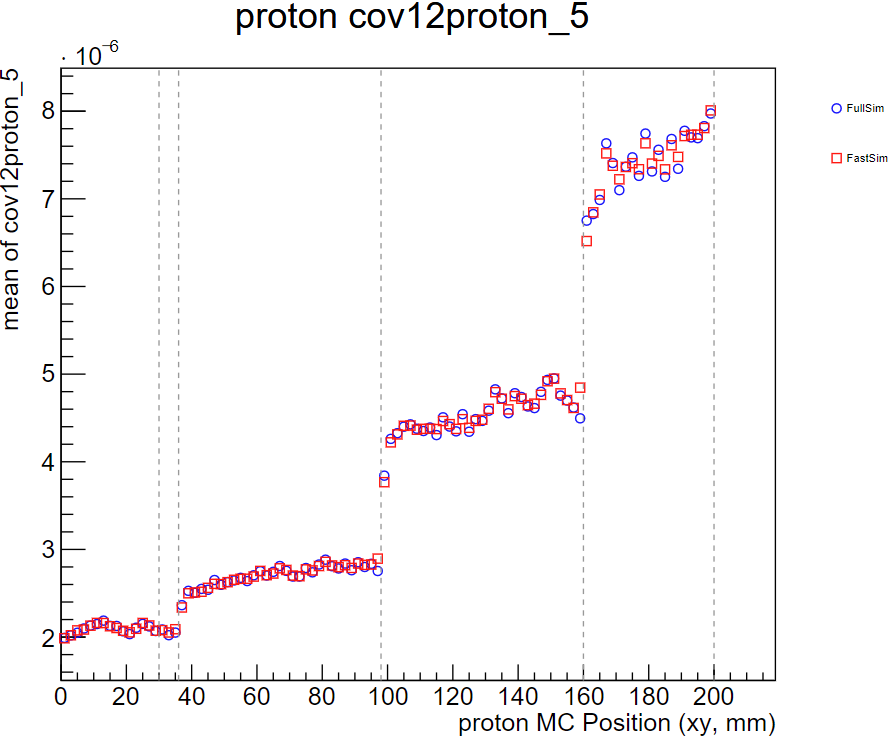 proton cov12proton_5
· 10⁻⁶
mean of cov12proton_5
8
7
6
5
4
3
2
0 20 40 60 80 100 120 140 160 180 200
proton MC Position (xy, mm)
FullSim
FastSim